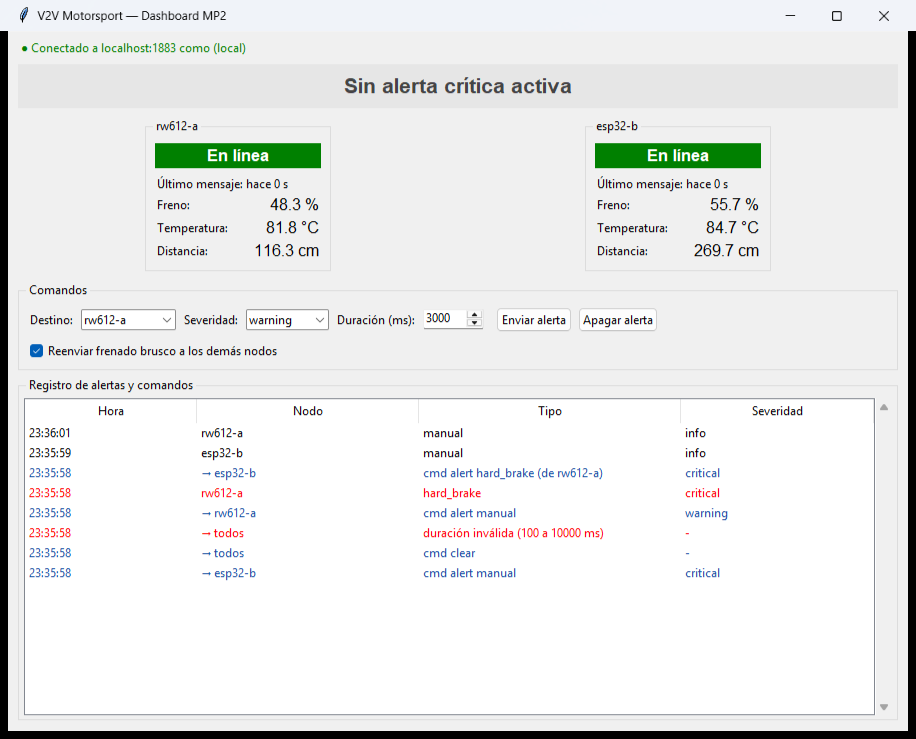 V2V Motorsport — Dashboard MP2
● Conectado a localhost:1883 como (local)
Sin alerta crítica activa
rw612-a
En línea
Último mensaje: hace 0 s
Freno: 48.3 %
Temperatura: 81.8 °C
Distancia: 116.3 cm
esp32-b
En línea
Último mensaje: hace 0 s
Freno: 55.7 %
Temperatura: 84.7 °C
Distancia: 269.7 cm
Comandos
Destino: rw612-a Severidad: warning Duración (ms): 3000 Enviar alerta Apagar alerta
Reenviar frenado brusco a los demás nodos
Registro de alertas y comandos
Hora Nodo Tipo Severidad
23:36:01 rw612-a manual info
23:35:59 esp32-b manual info
23:35:58 → esp32-b cmd alert hard_brake (de rw612-a) critical
23:35:58 rw612-a hard_brake critical
23:35:58 → rw612-a cmd alert manual warning
23:35:58 → todos duración inválida (100 a 10000 ms) -
23:35:58 → todos cmd clear -
23:35:58 → esp32-b cmd alert manual critical